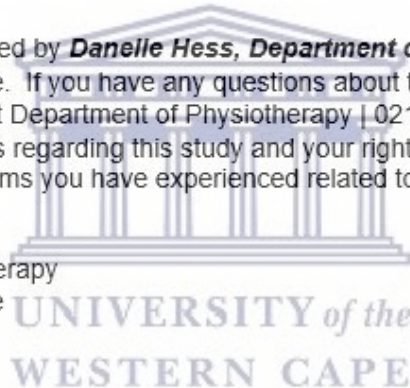 ed by Danelle Hess, Department
e. If you have any questions about
t Department of Physiotherapy | 02
s regarding this study and your right
ms you have experienced related to
erapy
e
UNIVERSITY of the
WESTERN CAPE